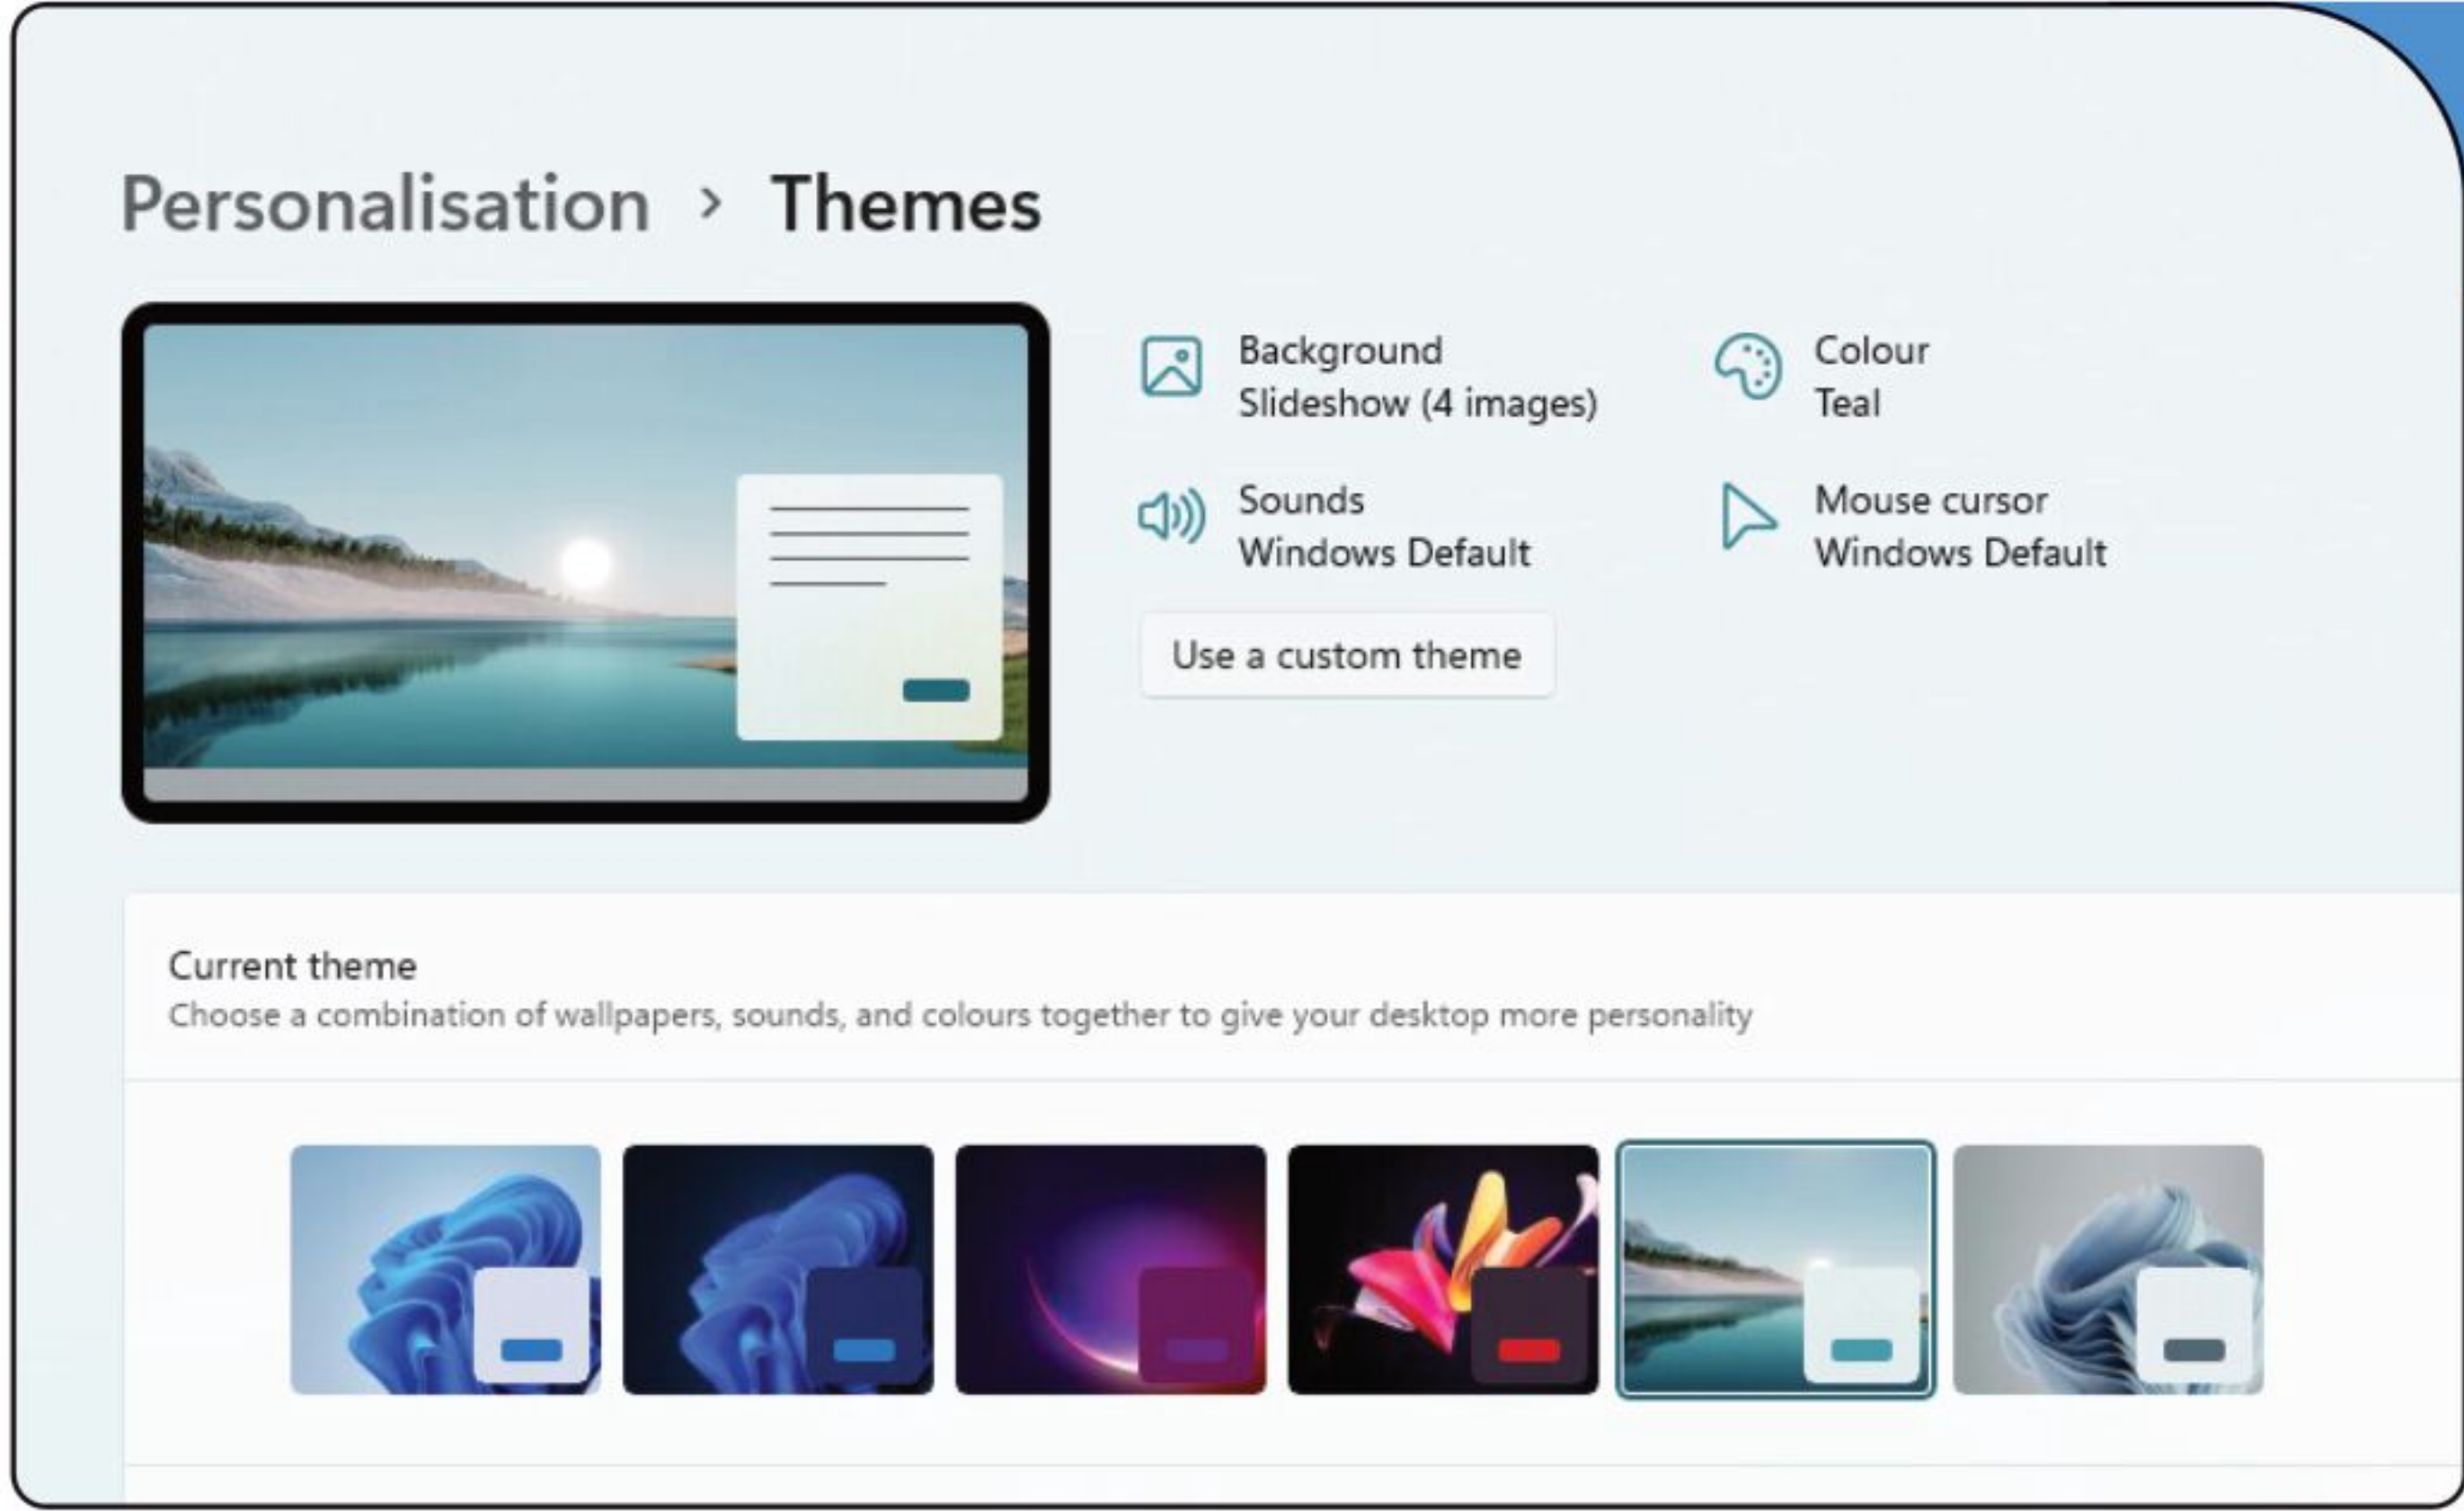 Personalisation > Themes
Background
Slideshow (4 images)
Colour
Teal
Sounds
Windows Default
Mouse cursor
Windows Default
Use a custom theme
Current theme
Choose a combination of wallpapers, sounds, and colours together to give your desktop more personality